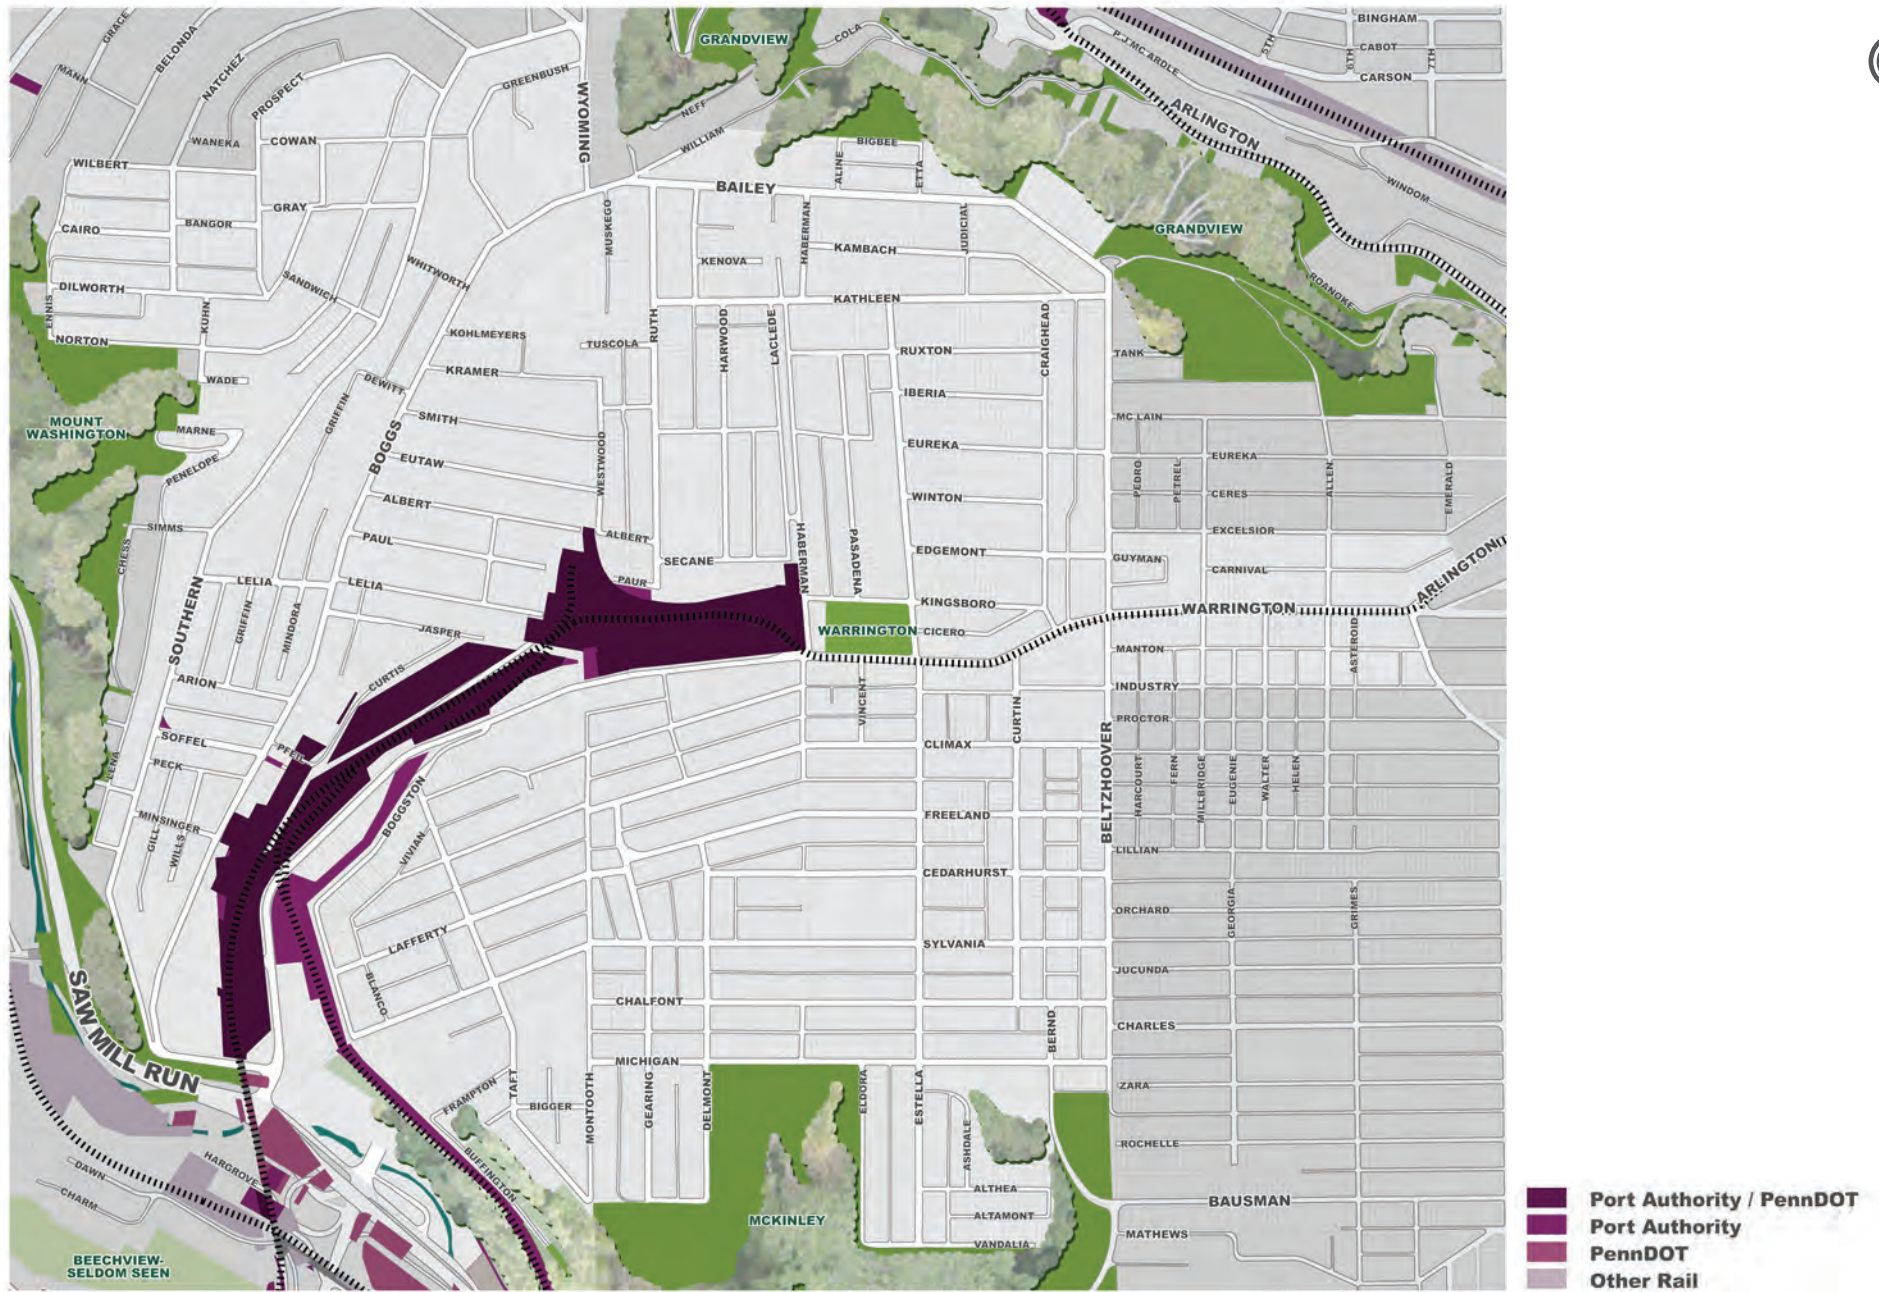 GRACE
BELONDA
MANN
NATCHEZ
PROSPECT
WANEKA
COWAN
WILBERT
GREENBUSH
WYOMING
GRANDVIEW
COLA
NEFF
WILLIAM
BIGBEE
ALINE
ETTA
P.J MC ARDLE
ARLINGTON
5TH
6TH
7TH
BINGHAM
CABOT
CARSON
WINDOM
GRANDVIEW
ROANOKE
BAILEY
GRAY
BANGOR
CAIRO
DILWORTH
ENNIS
NORTON
KUHN
SANDWICH
WHITWORTH
MUSKEGO
KENOVA
HABERMAN
KAMBACH
JUDICIAL
KATHLEEN
RUTH
HARWOOD
LACLEDE
CRAIGHEAD
KOHLMEYERS
TUSCOLA
KRAMER
RUXTON
TANK
WADE
DEWITT
IBERIA
GRIFFIN
SMITH
MC LAIN
MOUNT
WASHINGTON
MARNE
BOGGS
EUTAW
EUREKA
EUREKA
PENELOPE
WESTWOOD
PEDRO
PETREL
CERES
ALLEN
EMERALD
ALBERT
WINTON
EXCELSIOR
SIMMS
CHESS
PAUL
ALBERT
SECANE
HABERMAN
PASADENA
EDGEMONT
GUYMAN
CARNIVAL
ARLINGTON
SOUTHERN
LELIA
LELIA
PAUR
GRIFFIN
MINDORA
KINGSBORO
WARRINGTON
JASPER
WARRINGTON
CICERO
CURTIS
ASTEROID
MANTON
ARION
VINCENT
CURTIN
INDUSTRY
PROCTOR
BELTZHOOVER
SOFFEL
PFEIL
CLIMAX
LENA
PECK
HARCOURT
FERN
MILLBRIDGE
EUGENIE
WALTER
HELEN
BOGGSTON
MINSINGER
GILL
WILLS
VIVIAN
FREELAND
LILLIAN
CEDARHURST
ORCHARD
GEORGIA
GRIMES
LAFFERTY
SYLVANIA
BLANCO
JUCUNDA
SAW MILL RUN
CHALFONT
BERND
CHARLES
MICHIGAN
FRAMPTON
TAFT
BIGGER
MONTOOTH
GEARING
DELMONT
ELDORA
ESTELLA
ASHDALE
ZARA
ROCHELLE
HARGROVE
DAWN
CHARM
BUFFINGTON
ALTHEA
ALTAMONT
VANDALIA
BAUSMAN
MATHEWS
MCKINLEY
BEECHVIEW-
SELDOM SEEN
Port Authority / PennDOT
Port Authority
PennDOT
Other Rail